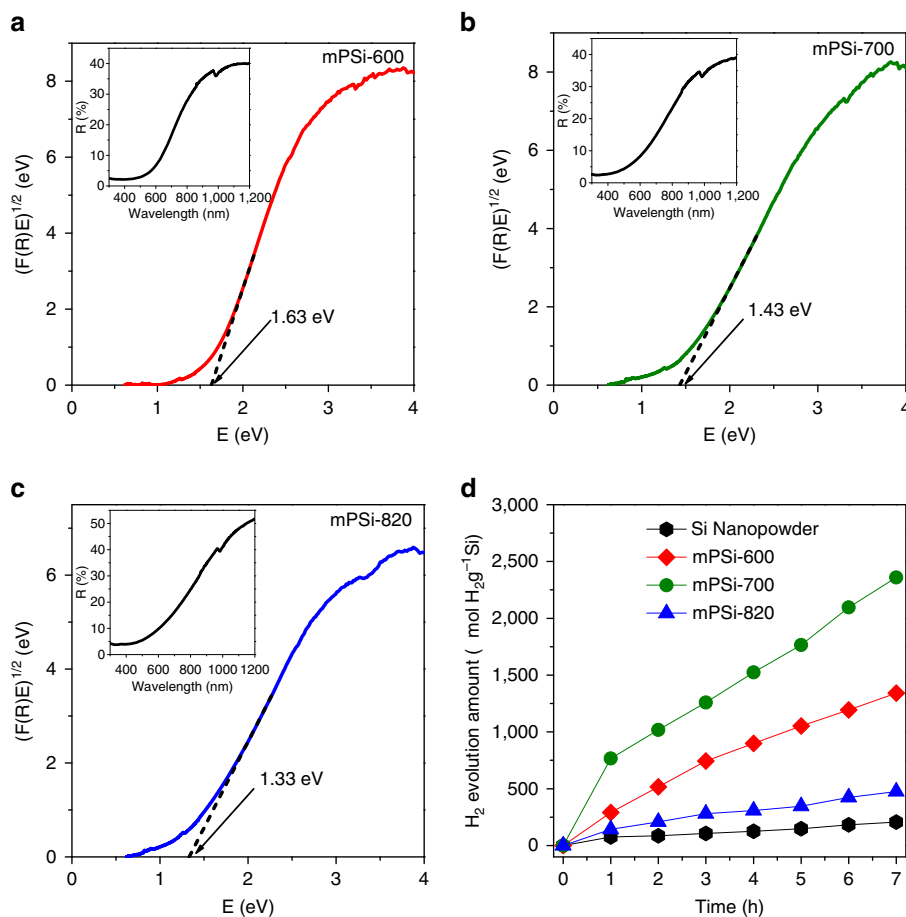 a
mPSi-600
(F(R)E)^1/2 (eV)
8
6
4
2
0
0 1 2 3 4
E (eV)
1.63 eV
R (%)
40
30
20
10
0
400 600 800 1,000 1,200
Wavelength (nm)
b
mPSi-700
(F(R)E)^1/2 (eV)
8
6
4
2
0
0 1 2 3 4
E (eV)
1.43 eV
R (%)
40
30
20
10
0
400 600 800 1,000 1,200
Wavelength (nm)
c
mPSi-820
(F(R)E)^1/2 (eV)
6
4
2
0
0 1 2 3 4
E (eV)
1.33 eV
R (%)
50
40
30
20
10
0
400 600 800 1000 1200
Wavelength (nm)
d
H₂ evolution amount ( mol H₂g⁻¹Si)
3,000
2,500
2,000
1,500
1,000
500
0
0 1 2 3 4 5 6 7
Time (h)
Si Nanopowder
mPSi-600
mPSi-700
mPSi-820